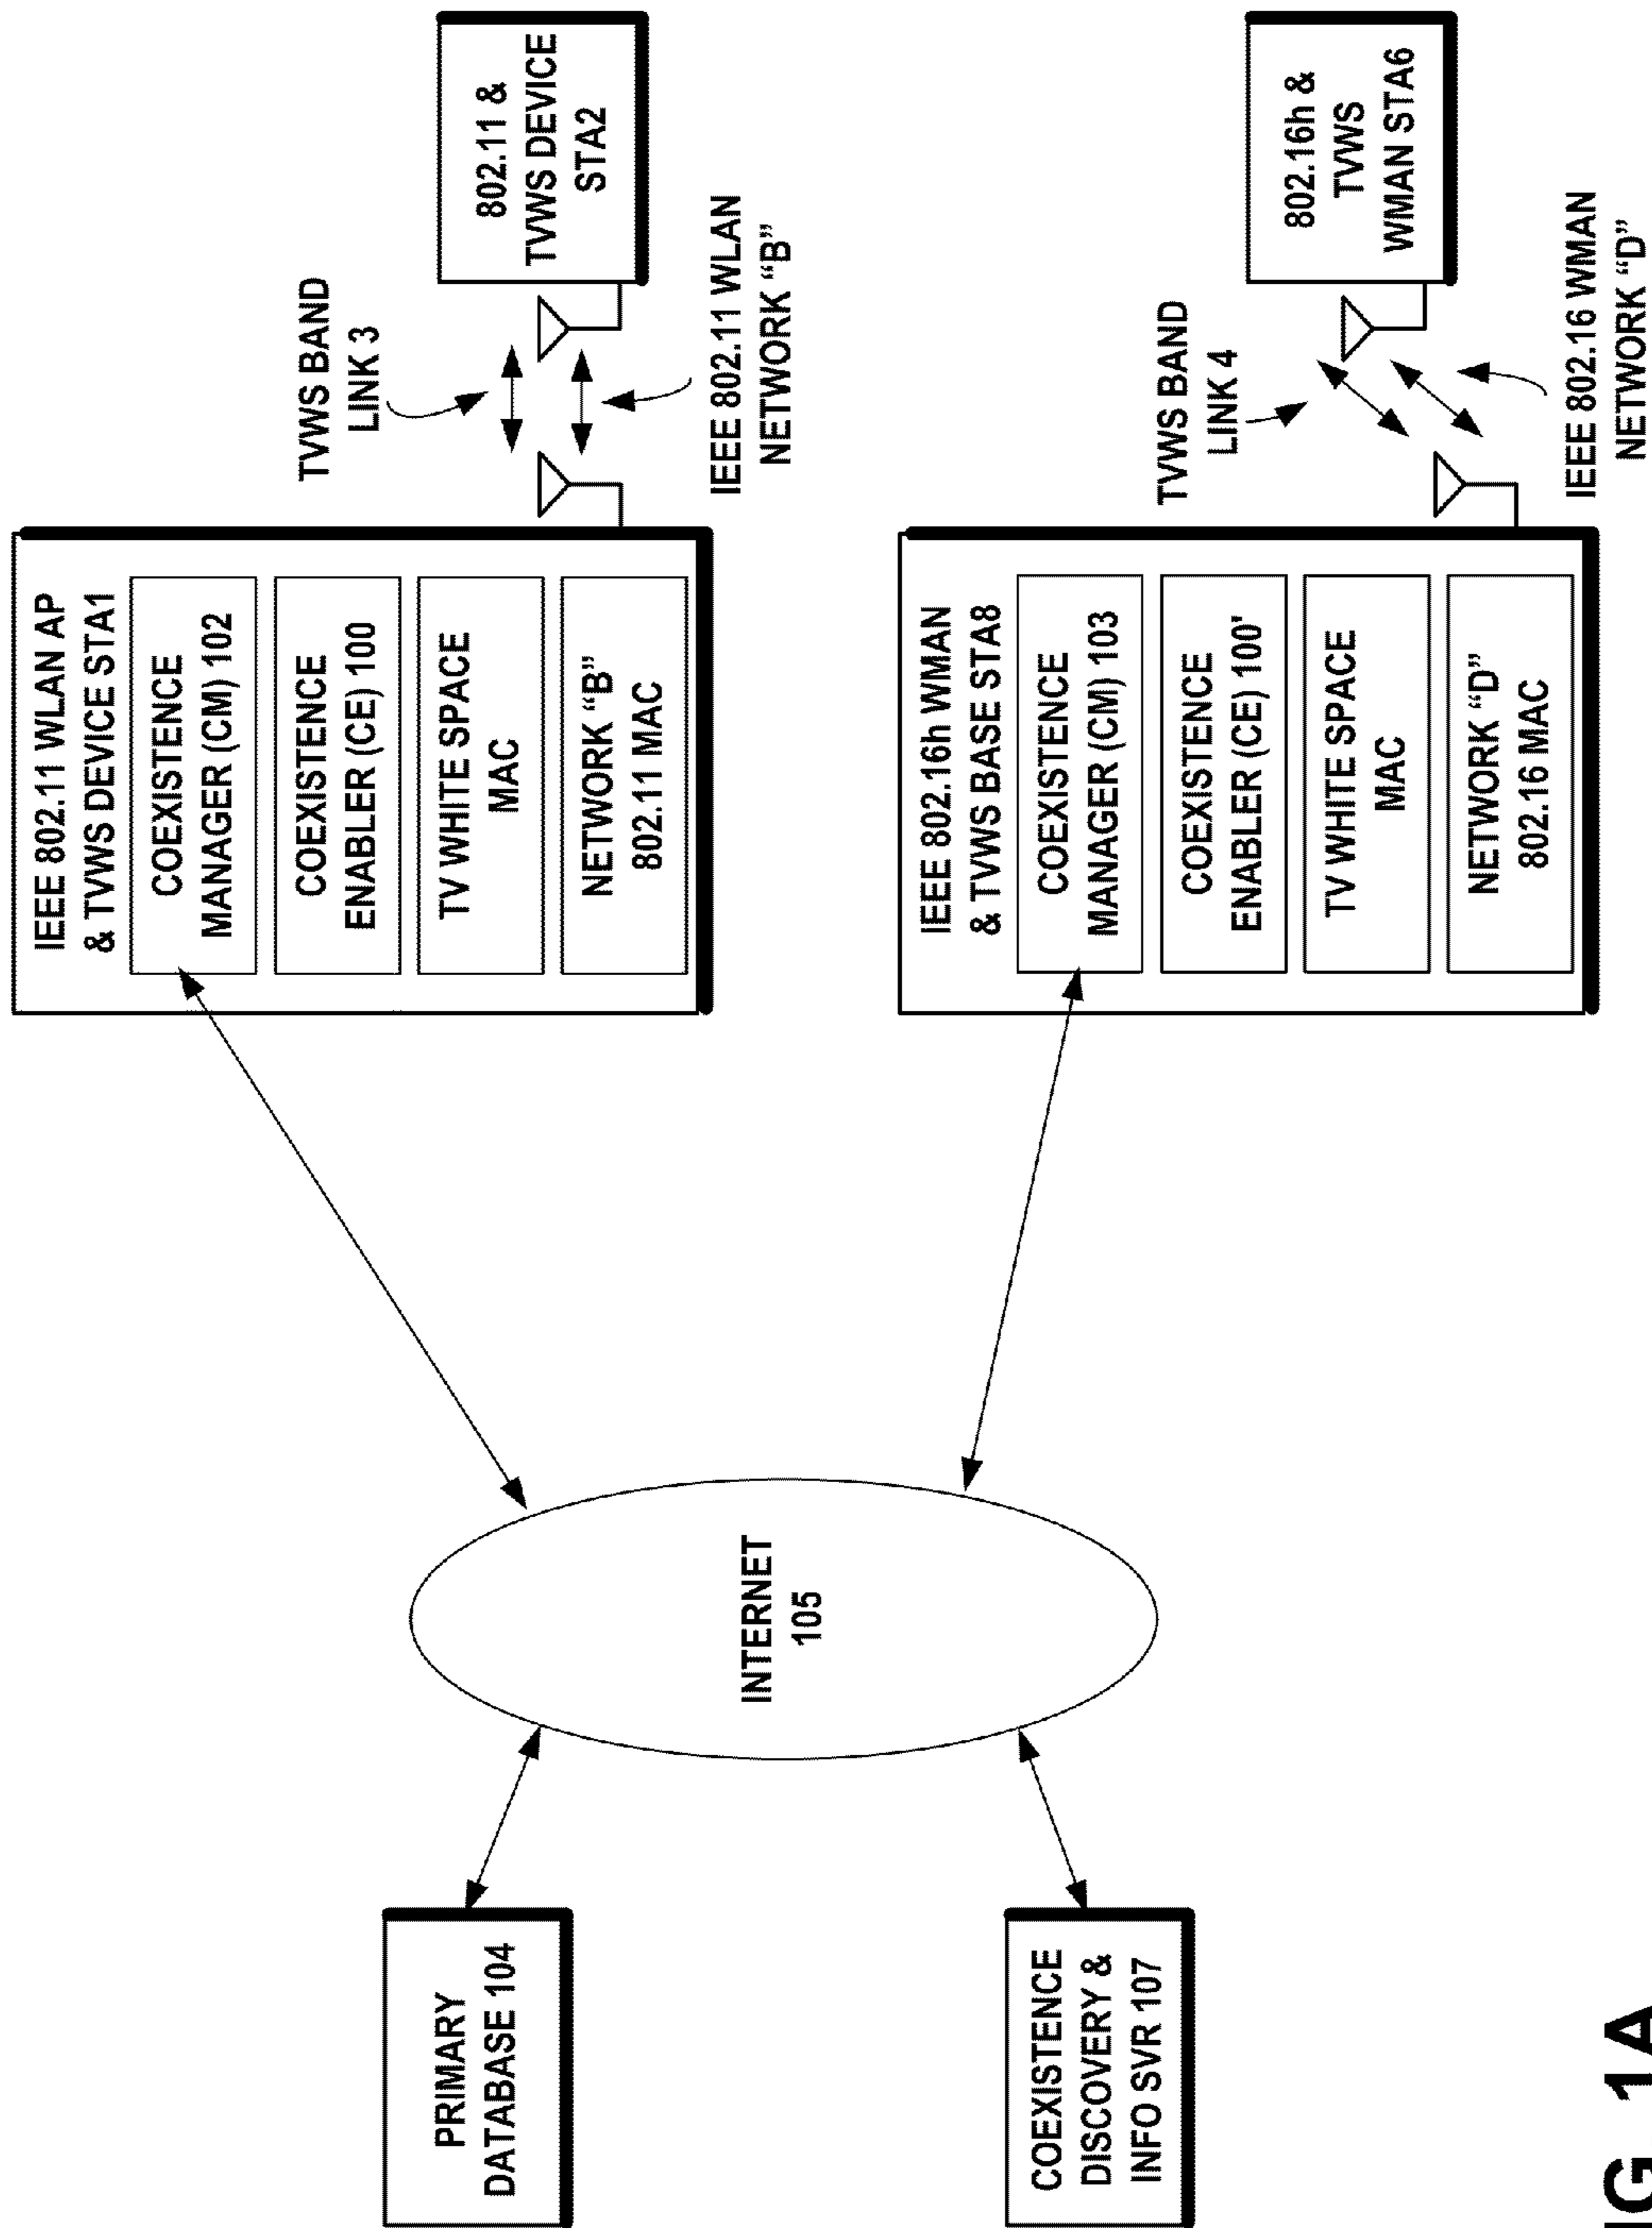 IEEE 802.11 WLAN AP
& TVWS DEVICE STA1
COEXISTENCE
MANAGER (CM) 102
COEXISTENCE
ENABLER (CE) 100
TV WHITE SPACE
MAC
NETWORK “B”
802.11 MAC
TVWS BAND
LINK 3
802.11 &
TVWS DEVICE
STA2
IEEE 802.11 WLAN
NETWORK “B”
PRIMARY
DATABASE 104
INTERNET
105
COEXISTENCE
DISCOVERY &
INFO SVR 107
IEEE 802.16h WMAN
& TVWS BASE STA8
COEXISTENCE
MANAGER (CM) 103
COEXISTENCE
ENABLER (CE) 100'
TV WHITE SPACE
MAC
NETWORK “D”
802.16 MAC
TVWS BAND
LINK 4
802.16h &
TVWS
WMAN STA6
IEEE 802.16 WMAN
NETWORK “D”
IG 1A